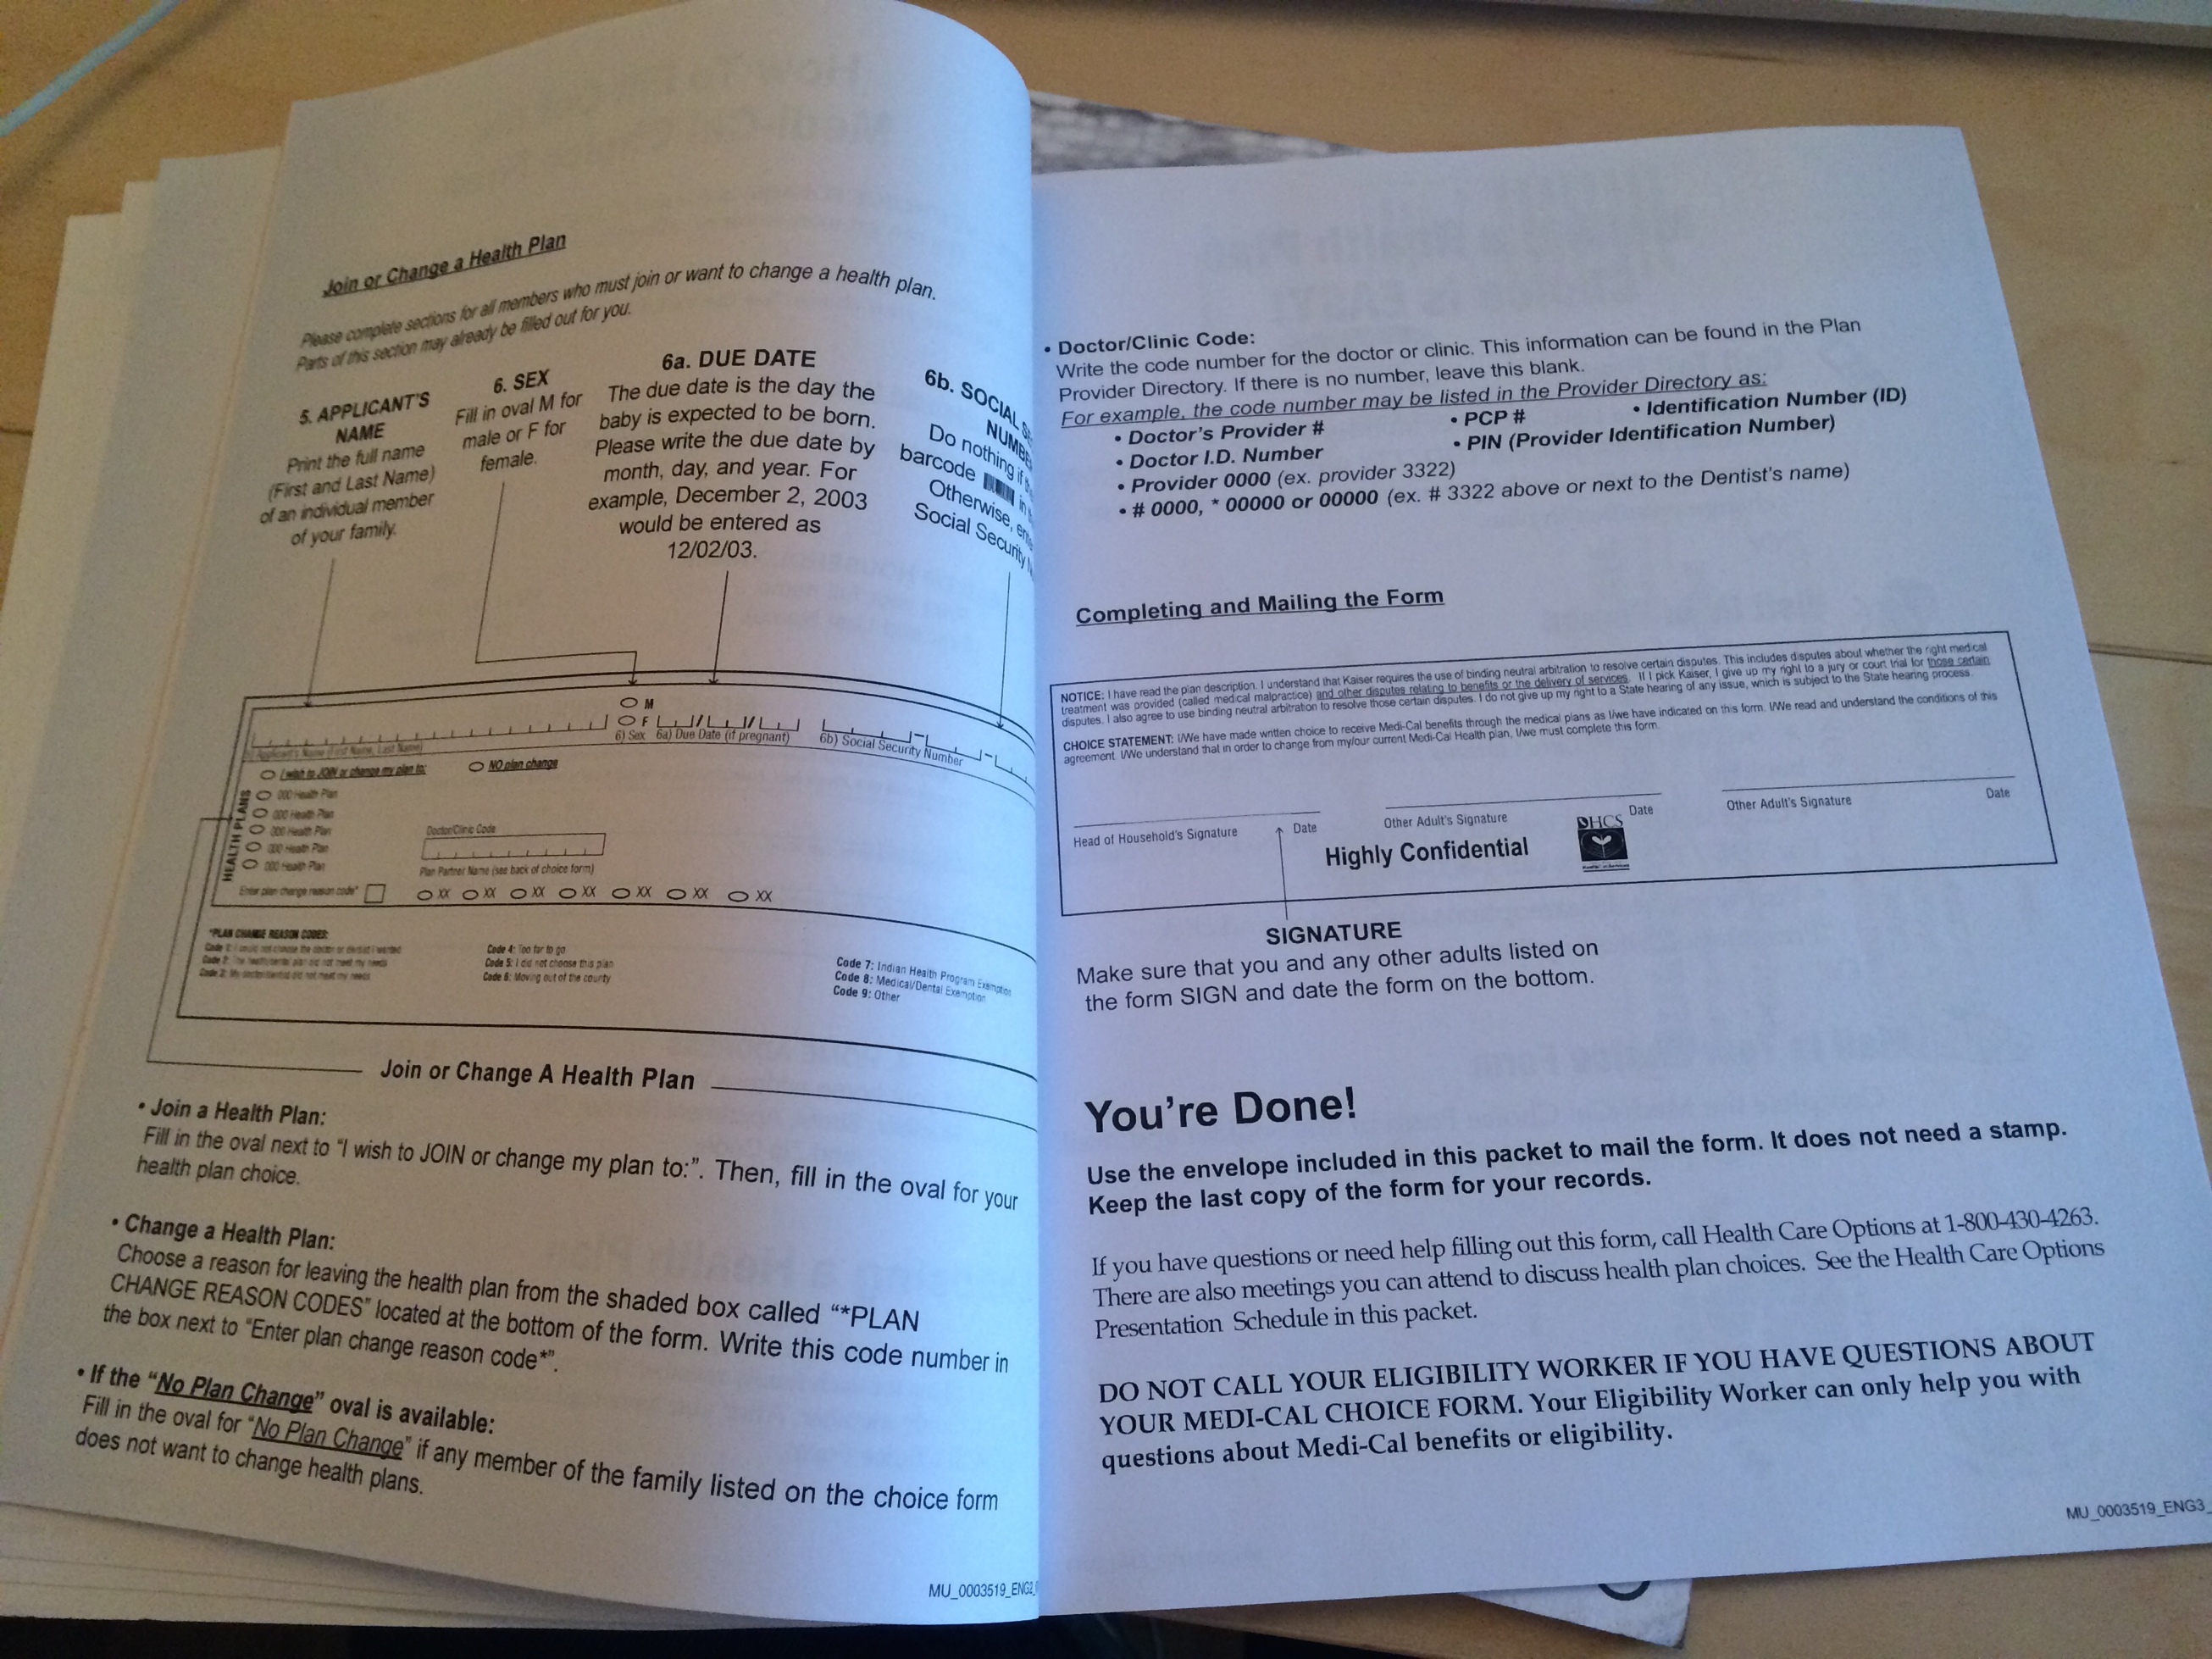 Join or Change a Health Plan
Please complete sections for all members who must join or want to change a health plan.
Parts of this section may already be filled out for you.
5. APPLICANT'S
NAME
Print the full name
(First and Last Name)
of an individual member
of your family.
6. SEX
Fill in oval M for
male or F for
female.
6a. DUE DATE
The due date is the day the
baby is expected to be born.
Please write the due date by
month, day, and year. For
example, December 2, 2003
would be entered as
12/02/03.
6b. SOCIAL
Do nothing if
barcode in
Otherwise,
Social Security
M
F
5) Applicant's Name (First Name, Last Name)
6) Sex 6a) Due Date (if pregnant) 6b) Social Security Number
I wish to JOIN or change my plan to: NO plan change
HEALTH PLANS
000 Health Plan
000 Health Plan
000 Health Plan
000 Health Plan
000 Health Plan
Doctor/Clinic Code
Plan Partner Name (see back of choice form)
Enter plan change reason code*
XX XX XX XX XX XX XX
*PLAN CHANGE REASON CODES:
Code 1: I could not choose the doctor or dentist I wanted
Code 2: The health/dental plan did not meet my needs
Code 3: My doctor/dentist did not meet my needs
Code 4: Too far to go
Code 5: I did not choose this plan
Code 6: Moving out of the county
Code 7: Indian Health Program Exemption
Code 8: Medical/Dental Exemption
Code 9: Other
Join or Change A Health Plan
• Join a Health Plan:
Fill in the oval next to “I wish to JOIN or change my plan to:”. Then, fill in the oval for your
health plan choice.
• Change a Health Plan:
Choose a reason for leaving the health plan from the shaded box called “*PLAN
CHANGE REASON CODES” located at the bottom of the form. Write this code number in
the box next to “Enter plan change reason code*”.
• If the “No Plan Change” oval is available:
Fill in the oval for “No Plan Change” if any member of the family listed on the choice form
does not want to change health plans.
MU_0003519_ENG2_
• Doctor/Clinic Code:
Write the code number for the doctor or clinic. This information can be found in the Plan
Provider Directory. If there is no number, leave this blank.
For example, the code number may be listed in the Provider Directory as:
• Doctor's Provider # • PCP # • Identification Number (ID)
• Doctor I.D. Number • PIN (Provider Identification Number)
• Provider 0000 (ex. provider 3322)
• # 0000, * 00000 or 00000 (ex. # 3322 above or next to the Dentist's name)
Completing and Mailing the Form
NOTICE: I have read the plan description. I understand that Kaiser requires the use of binding neutral arbitration to resolve certain disputes. This includes disputes about whether the right medical
treatment was provided (called medical malpractice) and other disputes relating to benefits or the delivery of services. If I pick Kaiser, I give up my right to a jury or court trial for those certain
disputes. I also agree to use binding neutral arbitration to resolve those certain disputes. I do not give up my right to a State hearing of any issue, which is subject to the State hearing process.
CHOICE STATEMENT: I/We have made written choice to receive Medi-Cal benefits through the medical plans as I/we have indicated on this form. I/We read and understand the conditions of this
agreement. I/We understand that in order to change from my/our current Medi-Cal Health plan, I/we must complete this form.
Head of Household's Signature Date Other Adult's Signature Date Other Adult's Signature Date
Highly Confidential
DHCS
SIGNATURE
Make sure that you and any other adults listed on
the form SIGN and date the form on the bottom.
You're Done!
Use the envelope included in this packet to mail the form. It does not need a stamp.
Keep the last copy of the form for your records.
If you have questions or need help filling out this form, call Health Care Options at 1-800-430-4263.
There are also meetings you can attend to discuss health plan choices. See the Health Care Options
Presentation Schedule in this packet.
DO NOT CALL YOUR ELIGIBILITY WORKER IF YOU HAVE QUESTIONS ABOUT
YOUR MEDI-CAL CHOICE FORM. Your Eligibility Worker can only help you with
questions about Medi-Cal benefits or eligibility.
MU_0003519_ENG3_